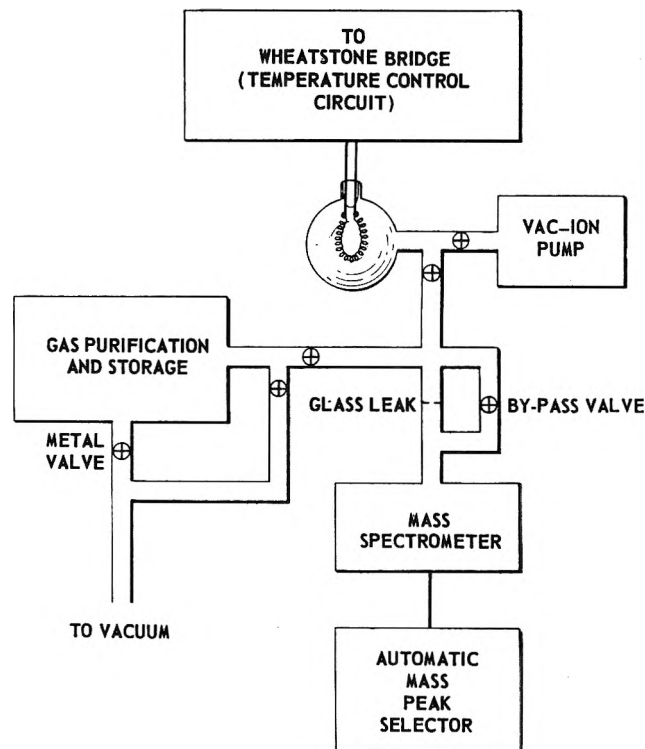 TO
WHEATSTONE BRIDGE
(TEMPERATURE CONTROL
CIRCUIT)
VAC-ION
PUMP
GAS PURIFICATION
AND STORAGE
GLASS LEAK
BY-PASS VALVE
METAL
VALVE
MASS
SPECTROMETER
TO VACUUM
AUTOMATIC
MASS
PEAK
SELECTOR